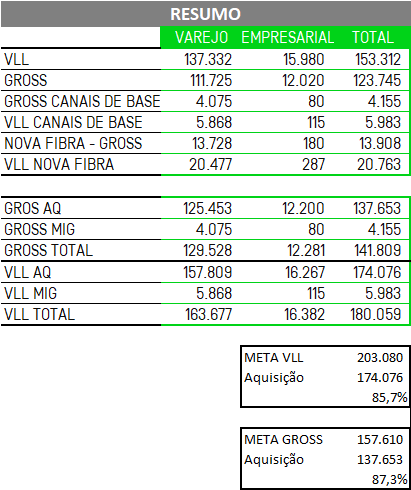 RESUMO
VAREJO EMPRESARIAL TOTAL
VLL 137.332 15.980 153.312
GROSS 111.725 12.020 123.745
GROSS CANAIS DE BASE 4.075 80 4.155
VLL CANAIS DE BASE 5.868 115 5.983
NOVA FIBRA - GROSS 13.728 180 13.908
VLL NOVA FIBRA 20.477 287 20.763
GROS AQ 125.453 12.200 137.653
GROSS MIG 4.075 80 4.155
GROSS TOTAL 129.528 12.281 141.809
VLL AQ 157.809 16.267 174.076
VLL MIG 5.868 115 5.983
VLL TOTAL 163.677 16.382 180.059
META VLL 203.080
Aquisição 174.076
85,7%
META GROSS 157.610
Aquisição 137.653
87,3%